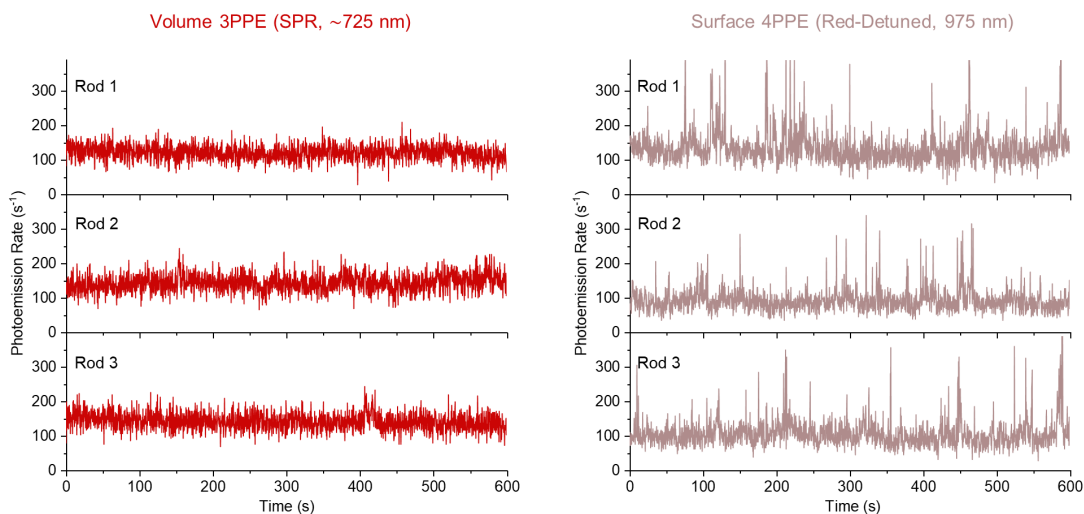 Volume 3PPE (SPR, ~725 nm)
Rod 1
300
200
100
0
Rod 2
300
200
100
0
Rod 3
300
200
100
0
Photoemission Rate (s⁻¹)
0 100 200 300 400 500 600
Time (s)
Surface 4PPE (Red-Detuned, 975 nm)
Rod 1
300
200
100
0
Rod 2
300
200
100
0
Rod 3
300
200
100
0
Photoemission Rate (s⁻¹)
0 100 200 300 400 500 600
Time (s)